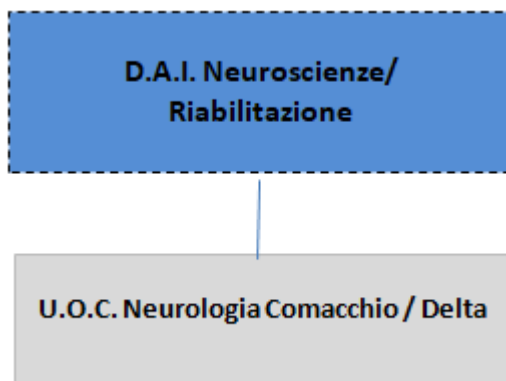 D.A.I. Neuroscienze/
Riabilitazione
U.O.C. Neurologia Comacchio / Delta